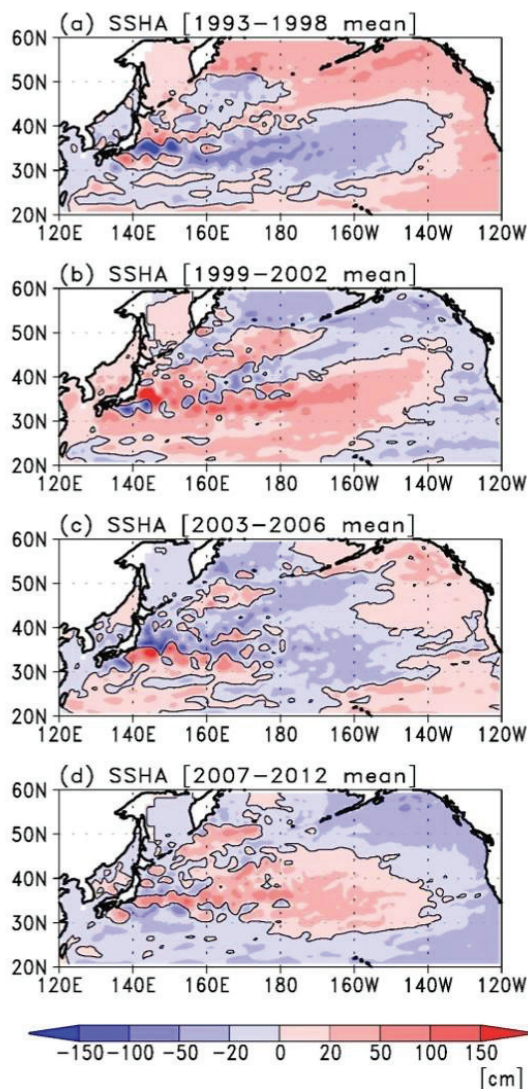 (a) SSHA [1993-1998 mean]
60N
50N
40N
30N
20N
120E 140E 160E 180 160W 140W 120W
(b) SSHA [1999-2002 mean]
60N
50N
40N
30N
20N
120E 140E 160E 180 160W 140W 120W
(c) SSHA [2003-2006 mean]
60N
50N
40N
30N
20N
120E 140E 160E 180 160W 140W 120W
(d) SSHA [2007-2012 mean]
60N
50N
40N
30N
20N
120E 140E 160E 180 160W 140W 120W
-150 -100 -50 -20 0 20 50 100 150
[cm]